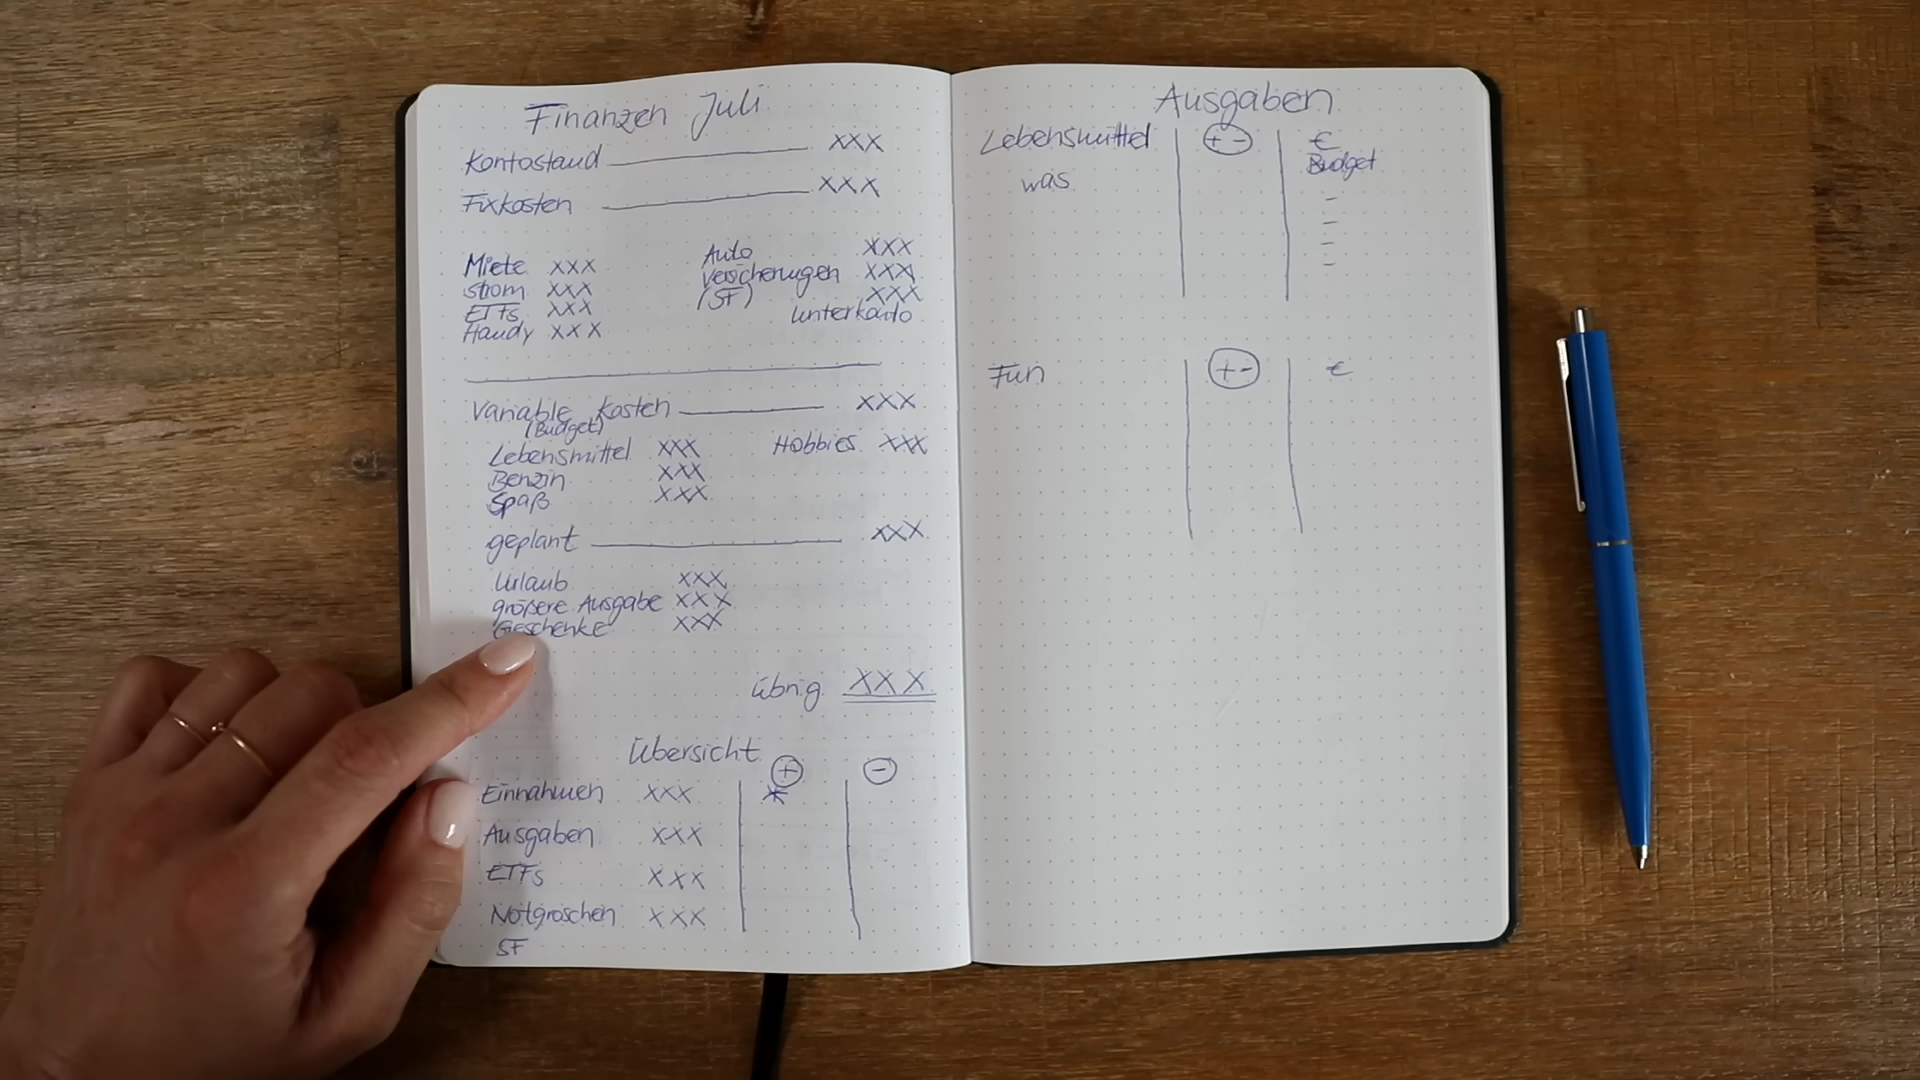 Finanzen Juli
Kontostand XXX
Fixkosten XXX
Miete XXX
Strom XXX
ETFs XXX
Handy XXX
Auto XXX
Versicherungen XXX
(SF) XXX
Unterkonto
Variable Kosten XXX
(Budget)
Lebensmittel XXX
Benzin XXX
Spaß XXX
Hobbies XXX
geplant XXX
Urlaub XXX
größere Ausgabe XXX
Geschenke XXX
übrig XXX
Übersicht
+ -
Einnahmen XXX x
Ausgaben XXX
ETFs XXX
Notgroschen XXX
SF
Ausgaben
Lebensmittel + - €
Budget
was
-
-
-
-
Fun + - €